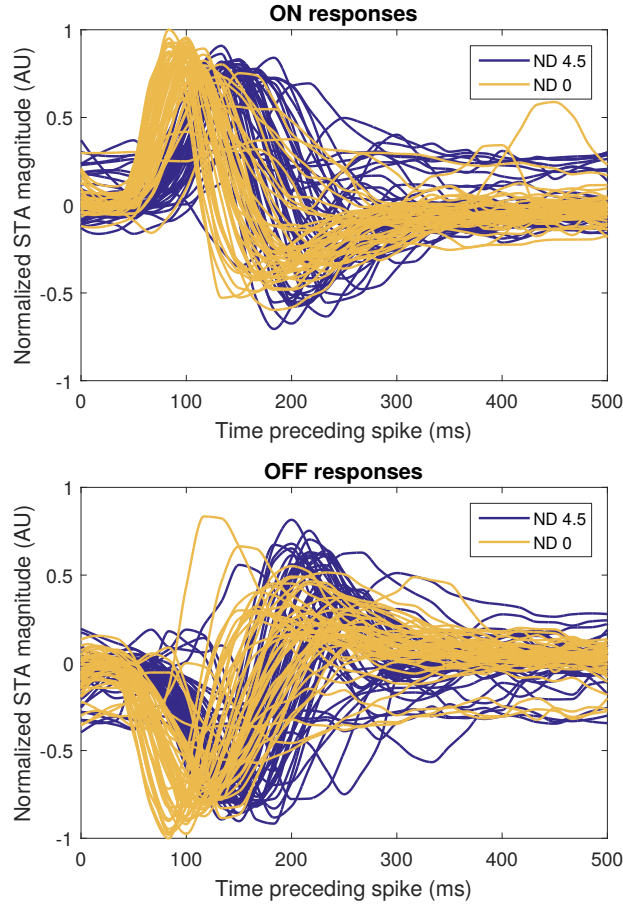 ON responses
1
0.5
0
-0.5
-1
Normalized STA magnitude (AU)
ND 4.5
ND 0
0
100
200
300
400
500
Time preceding spike (ms)
OFF responses
1
0.5
0
-0.5
-1
Normalized STA magnitude (AU)
ND 4.5
ND 0
0
100
200
300
400
500
Time preceding spike (ms)